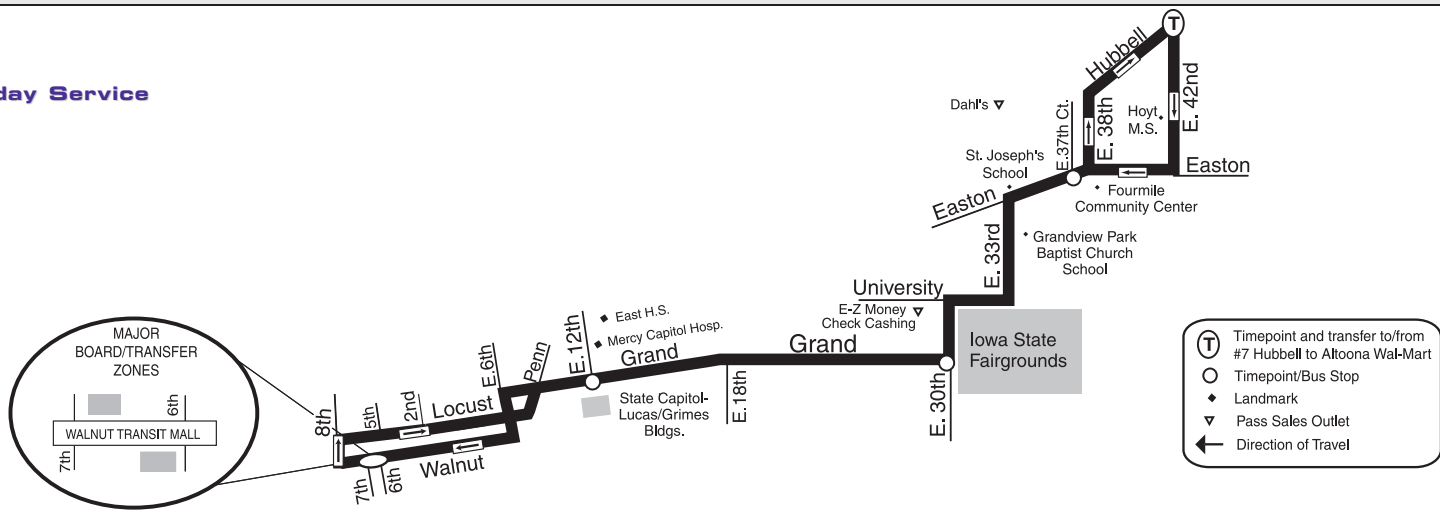 day Service
T
Hubbell
E. 42nd
Dahl's
Hoyt
M.S.
E. 38th
E.37th Ct.
St. Joseph's
School
Easton
Easton
Fourmile
Community Center
E. 33rd
Grandview Park
Baptist Church
School
University
E-Z Money
Check Cashing
Iowa State
Fairgrounds
East H.S.
Mercy Capitol Hosp.
E.12th
Grand
Grand
E.6th
Penn
State Capitol-
Lucas/Grimes
Bldgs.
E.18th
E. 30th
8th
5th
2nd
Locust
Walnut
7th
6th
MAJOR
BOARD/TRANSFER
ZONES
6th
WALNUT TRANSIT MALL
7th
T Timepoint and transfer to/from
#7 Hubbell to Altoona Wal-Mart
Timepoint/Bus Stop
Landmark
Pass Sales Outlet
Direction of Travel